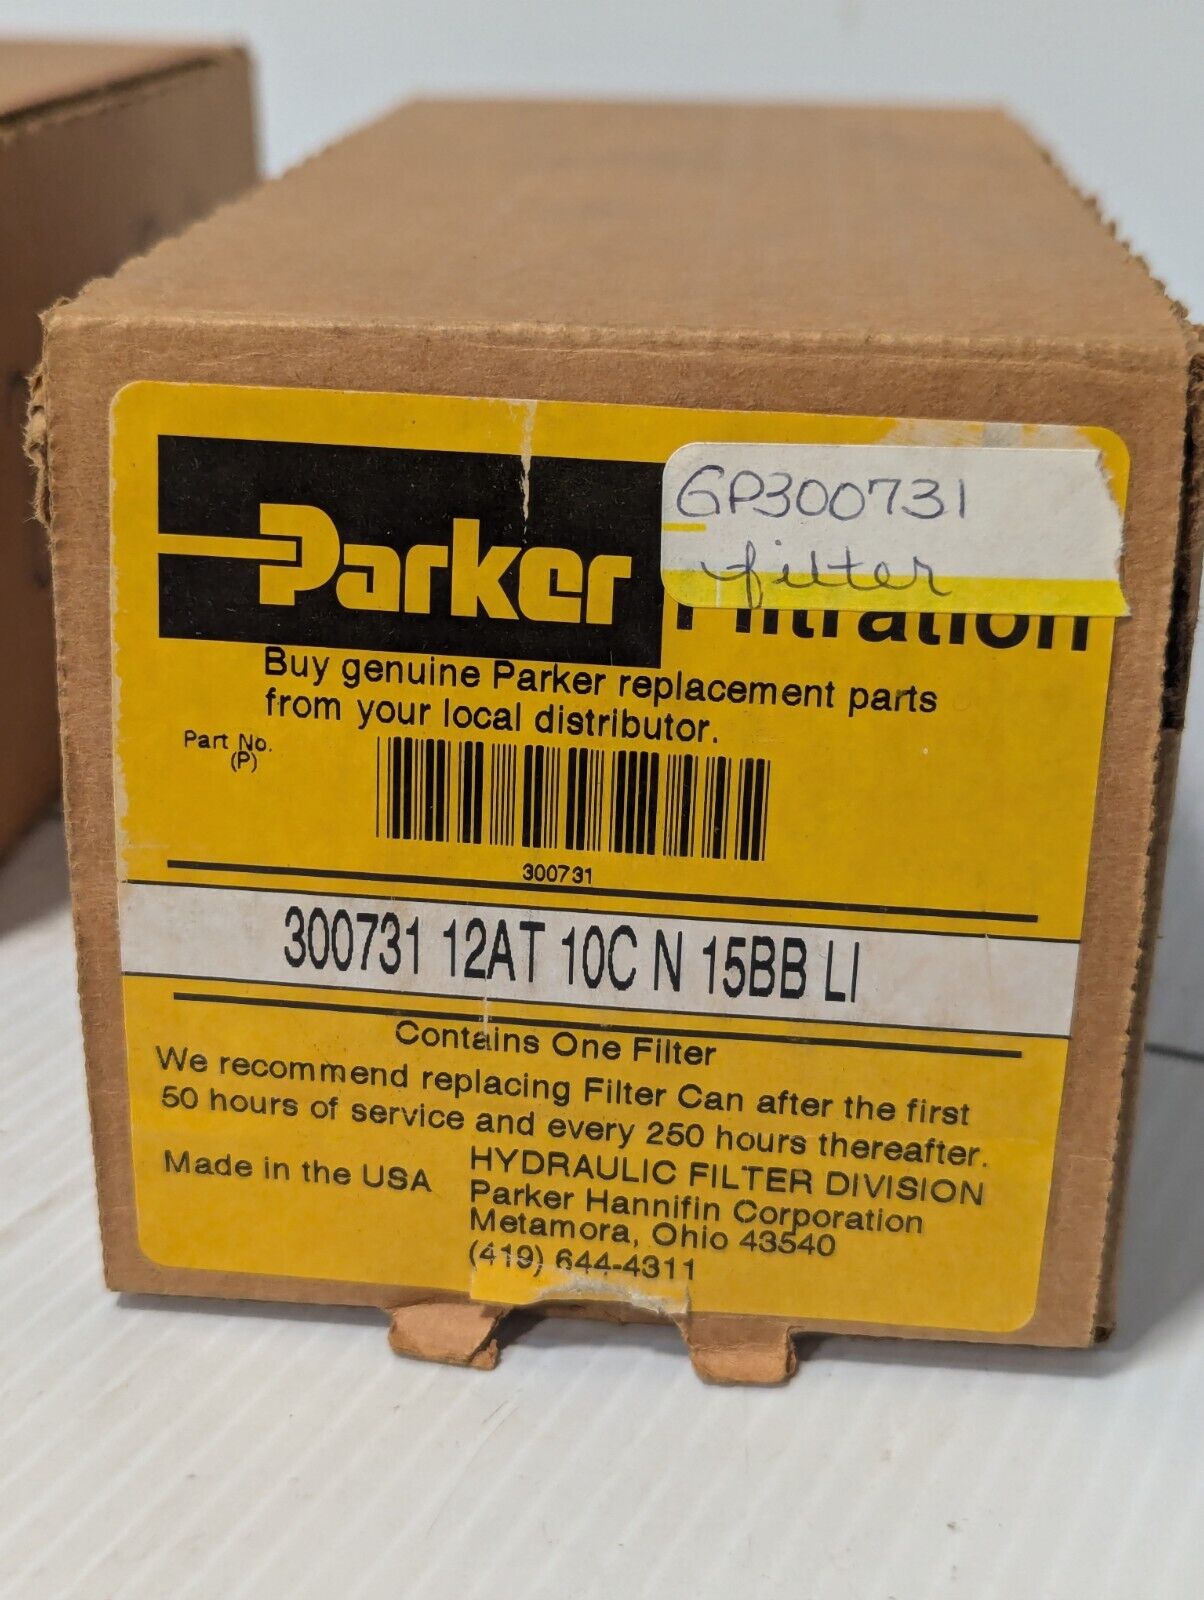 Parker
GP300731
filter
Filtration
Buy genuine Parker replacement parts
from your local distributor.
Part No.
(P)
300731
300731 12AT 10C N 15BB LI
Contains One Filter
We recommend replacing Filter Can after the first
50 hours of service and every 250 hours thereafter.
Made in the USA
HYDRAULIC FILTER DIVISION
Parker Hannifin Corporation
Metamora, Ohio 43540
(419) 644-4311